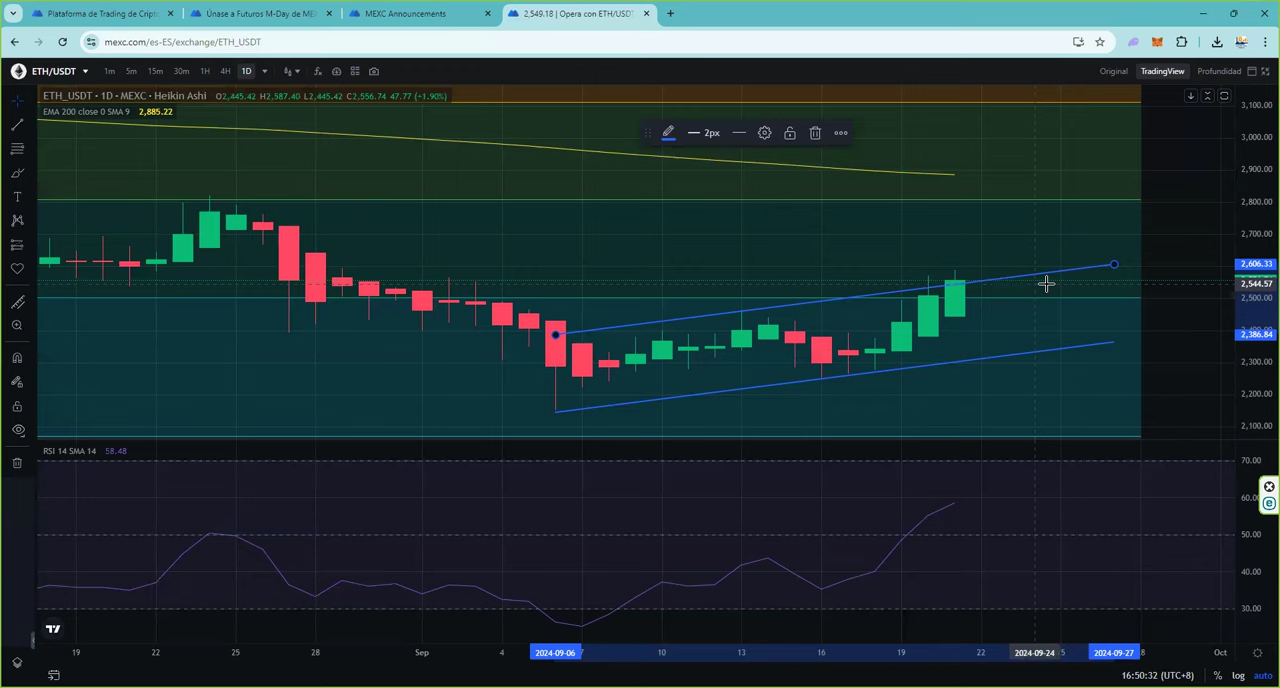 Plataforma de Trading de Cripto
Únase a Futuros M-Day de ME
MEXC Announcements
2,549.18 | Opera con ETH/USDT
mexc.com/es-ES/exchange/ETH_USDT
ETH/USDT 1m 5m 15m 30m 1H 4H 1D Original TradingView Profundidad
ETH_USDT · 1D · MEXC · Heikin Ashi O2,445.42 H2,587.40 L2,445.42 C2,556.74 47.77 (+1.90%)
EMA 200 close 0 SMA 9 2,885.22
2px
3,100.00
3,000.00
2,900.00
2,800.00
2,700.00
2,606.33
2,544.57
2,500.00
2,386.84
2,300.00
2,200.00
2,100.00
RSI 14 SMA 14 58.48
70.00
60.00
50.00
40.00
30.00
19 22 25 28 Sep 4 2024-09-06 7 10 13 16 19 22 2024-09-24 5 2024-09-27 8 Oct
16:50:32 (UTC+8) % log auto